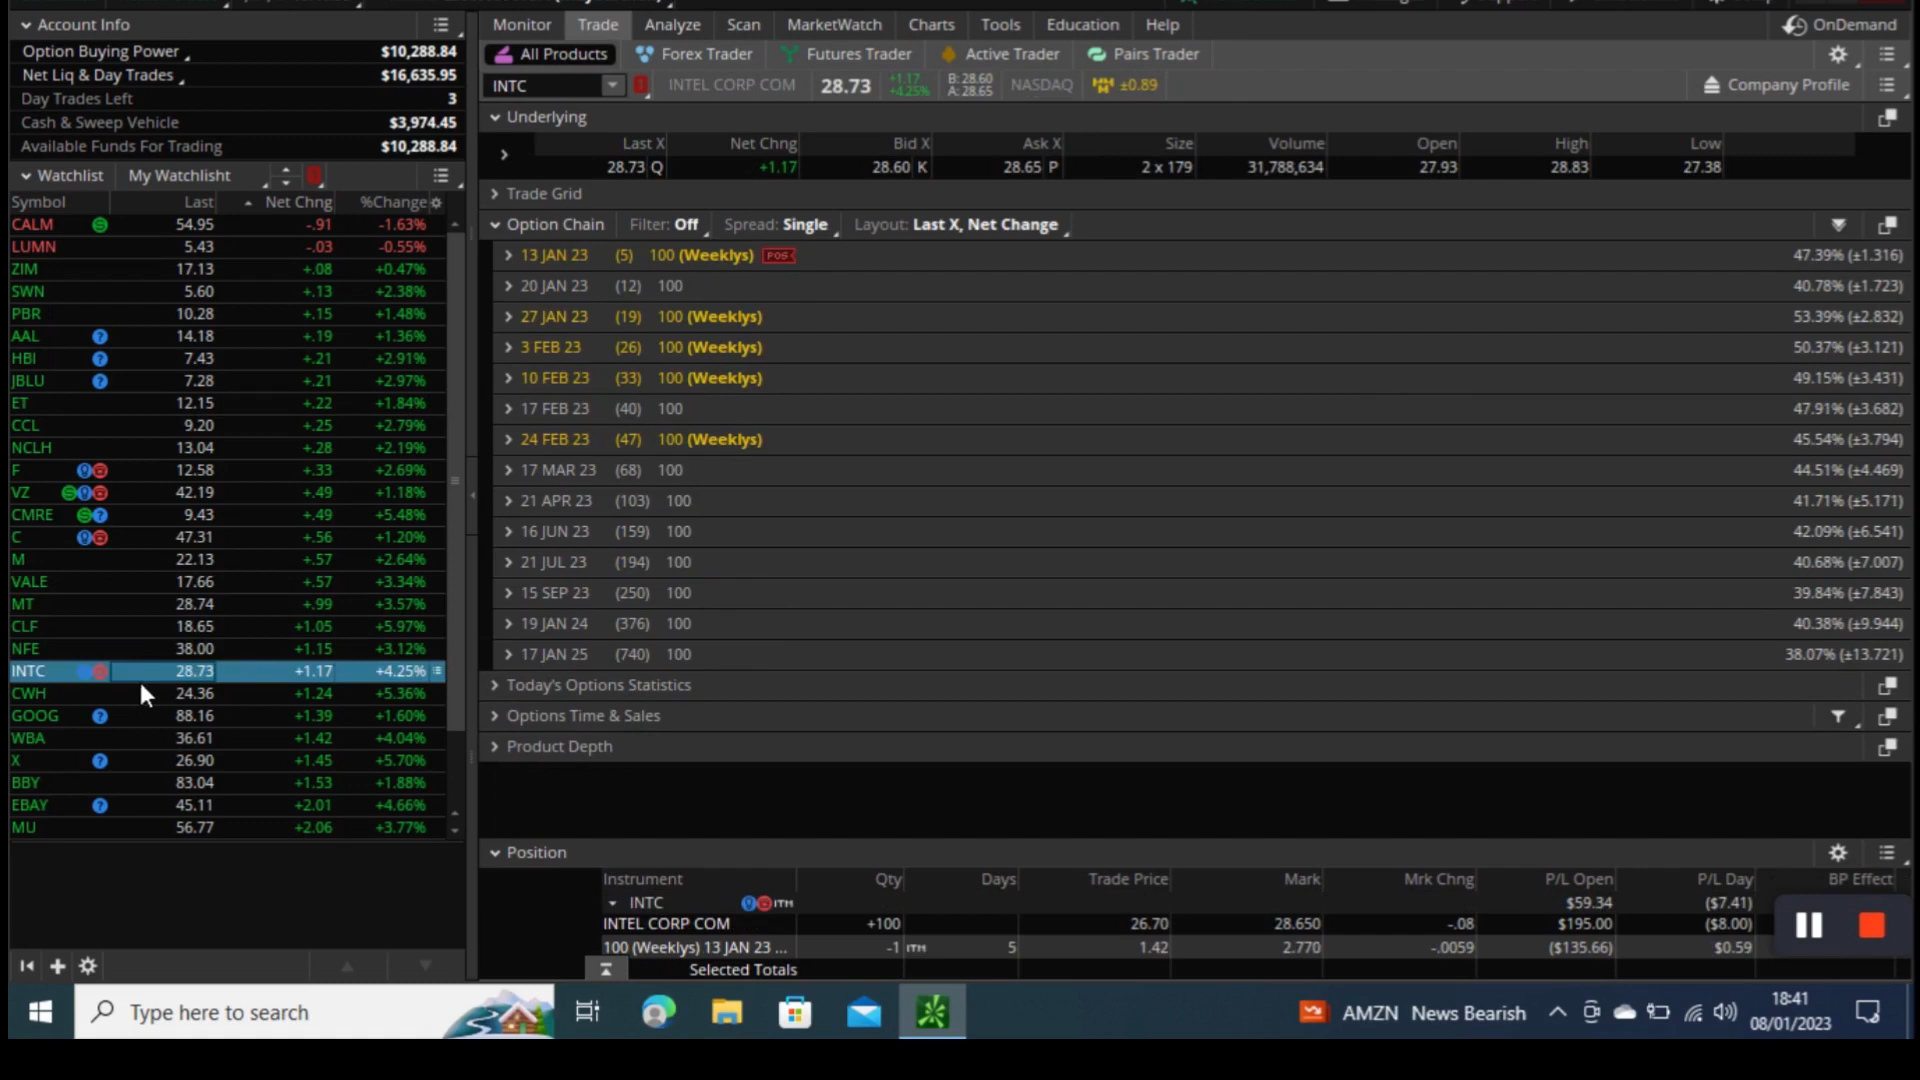 Account Info
Option Buying Power $10,288.84
Net Liq & Day Trades $16,635.95
Day Trades Left 3
Cash & Sweep Vehicle $3,974.45
Available Funds For Trading $10,288.84
Watchlist My Watchlisht
Symbol Last Net Chng %Change
CALM 54.95 -.91 -1.63%
LUMN 5.43 -.03 -0.55%
ZIM 17.13 +.08 +0.47%
SWN 5.60 +.13 +2.38%
PBR 10.28 +.15 +1.48%
AAL 14.18 +.19 +1.36%
HBI 7.43 +.21 +2.91%
JBLU 7.28 +.21 +2.97%
ET 12.15 +.22 +1.84%
CCL 9.20 +.25 +2.79%
NCLH 13.04 +.28 +2.19%
F 12.58 +.33 +2.69%
VZ 42.19 +.49 +1.18%
CMRE 9.43 +.49 +5.48%
C 47.31 +.56 +1.20%
M 22.13 +.57 +2.64%
VALE 17.66 +.57 +3.34%
MT 28.74 +.99 +3.57%
CLF 18.65 +1.05 +5.97%
NFE 38.00 +1.15 +3.12%
INTC 28.73 +1.17 +4.25%
CWH 24.36 +1.24 +5.36%
GOOG 88.16 +1.39 +1.60%
WBA 36.61 +1.42 +4.04%
X 26.90 +1.45 +5.70%
BBY 83.04 +1.53 +1.88%
EBAY 45.11 +2.01 +4.66%
MU 56.77 +2.06 +3.77%
Monitor Trade Analyze Scan MarketWatch Charts Tools Education Help OnDemand
All Products Forex Trader Futures Trader Active Trader Pairs Trader
INTC INTEL CORP COM 28.73 +1.17 +4.25% B: 28.60 A: 28.65 NASDAQ ±0.89 Company Profile
Underlying
Last X Net Chng Bid X Ask X Size Volume Open High Low
28.73 Q +1.17 28.60 K 28.65 P 2 x 179 31,788,634 27.93 28.83 27.38
Trade Grid
Option Chain Filter: Off Spread: Single Layout: Last X, Net Change
13 JAN 23 (5) 100 (Weeklys) POS 47.39% (±1.316)
20 JAN 23 (12) 100 40.78% (±1.723)
27 JAN 23 (19) 100 (Weeklys) 53.39% (±2.832)
3 FEB 23 (26) 100 (Weeklys) 50.37% (±3.121)
10 FEB 23 (33) 100 (Weeklys) 49.15% (±3.431)
17 FEB 23 (40) 100 47.91% (±3.682)
24 FEB 23 (47) 100 (Weeklys) 45.54% (±3.794)
17 MAR 23 (68) 100 44.51% (±4.469)
21 APR 23 (103) 100 41.71% (±5.171)
16 JUN 23 (159) 100 42.09% (±6.541)
21 JUL 23 (194) 100 40.68% (±7.007)
15 SEP 23 (250) 100 39.84% (±7.843)
19 JAN 24 (376) 100 40.38% (±9.944)
17 JAN 25 (740) 100 38.07% (±13.721)
Today's Options Statistics
Options Time & Sales
Product Depth
Position
Instrument Qty Days Trade Price Mark Mrk Chng P/L Open P/L Day BP Effect
INTC ITM $59.34 ($7.41)
INTEL CORP COM +100 26.70 28.650 -.08 $195.00 ($8.00)
100 (Weeklys) 13 JAN 23 ... -1 ITM 5 1.42 2.770 -.0059 ($135.66) $0.59
Selected Totals
Type here to search
AMZN News Bearish
18:41
08/01/2023